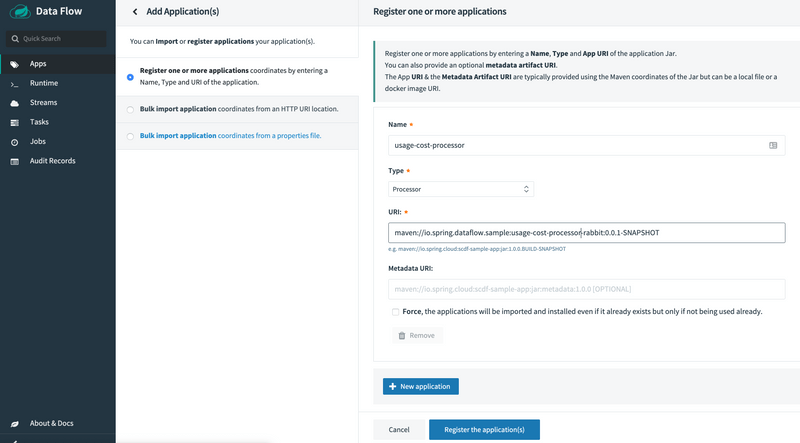 Data Flow
Quick Search
Apps
Runtime
Streams
Tasks
Jobs
Audit Records
About & Docs
Add Application(s)
You can Import or register applications your application(s).
Register one or more applications coordinates by entering a
Name, Type and URI of the application.
Bulk import application coordinates from an HTTP URI location.
Bulk import application coordinates from a properties file.
Register one or more applications
Register one or more applications by entering a Name, Type and App URI of the application Jar.
You can also provide an optional metadata artifact URI.
The App URI & the Metadata Artifact URI are typically provided using the Maven coordinates of the Jar but can be a local file or a
docker image URI.
Name *
usage-cost-processor
Type *
Processor
URI: *
maven://io.spring.dataflow.sample:usage-cost-processor-rabbit:0.0.1-SNAPSHOT
e.g. maven://io.spring.cloud:scdf-sample-app:jar:1.0.0.BUILD-SNAPSHOT
Metadata URI:
maven://io.spring.cloud:scdf-sample-app:jar:metadata:1.0.0 (OPTIONAL)
Force, the applications will be imported and installed even if it already exists but only if not being used already.
Remove
New application
Cancel
Register the application(s)